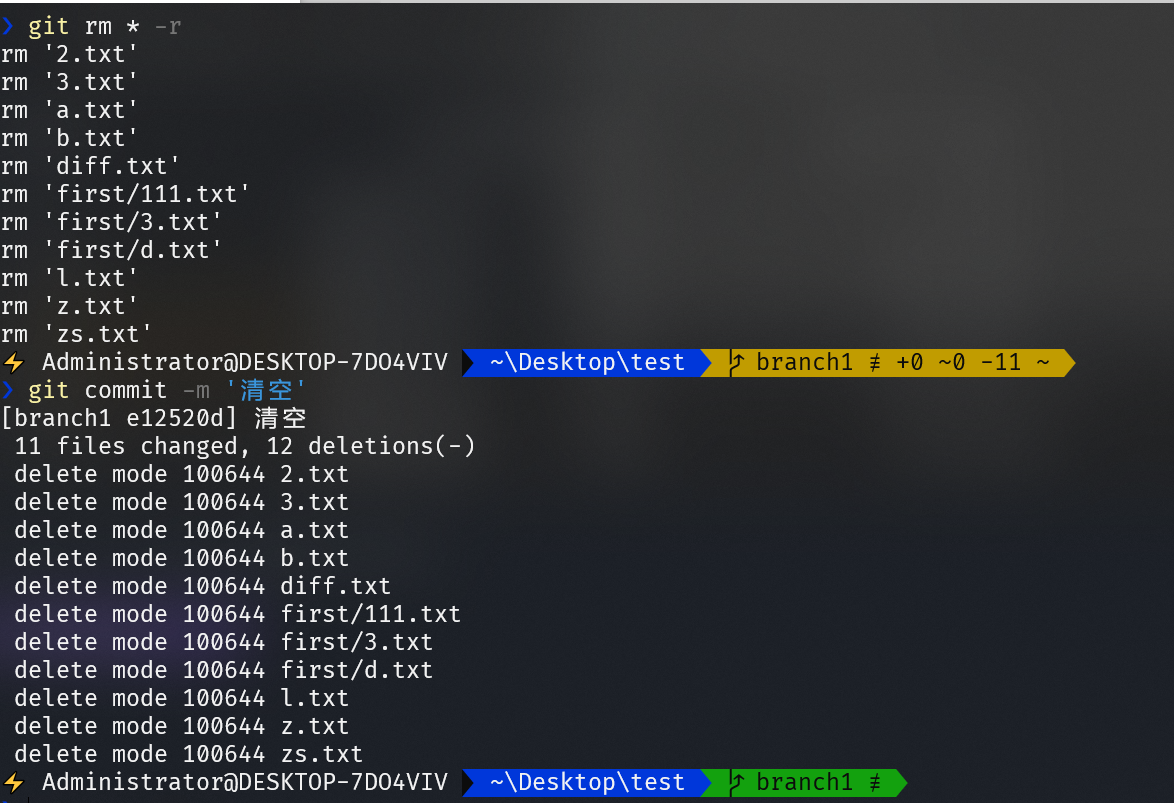 ❯ git rm * -r
rm '2.txt'
rm '3.txt'
rm 'a.txt'
rm 'b.txt'
rm 'diff.txt'
rm 'first/111.txt'
rm 'first/3.txt'
rm 'first/d.txt'
rm 'l.txt'
rm 'z.txt'
rm 'zs.txt'
⚡ Administrator@DESKTOP-7DO4VIV ~\Desktop\test branch1 ≢ +0 ~0 -11 ~
❯ git commit -m '清空'
[branch1 e12520d] 清空
11 files changed, 12 deletions(-)
delete mode 100644 2.txt
delete mode 100644 3.txt
delete mode 100644 a.txt
delete mode 100644 b.txt
delete mode 100644 diff.txt
delete mode 100644 first/111.txt
delete mode 100644 first/3.txt
delete mode 100644 first/d.txt
delete mode 100644 l.txt
delete mode 100644 z.txt
delete mode 100644 zs.txt
⚡ Administrator@DESKTOP-7DO4VIV ~\Desktop\test branch1 ≢